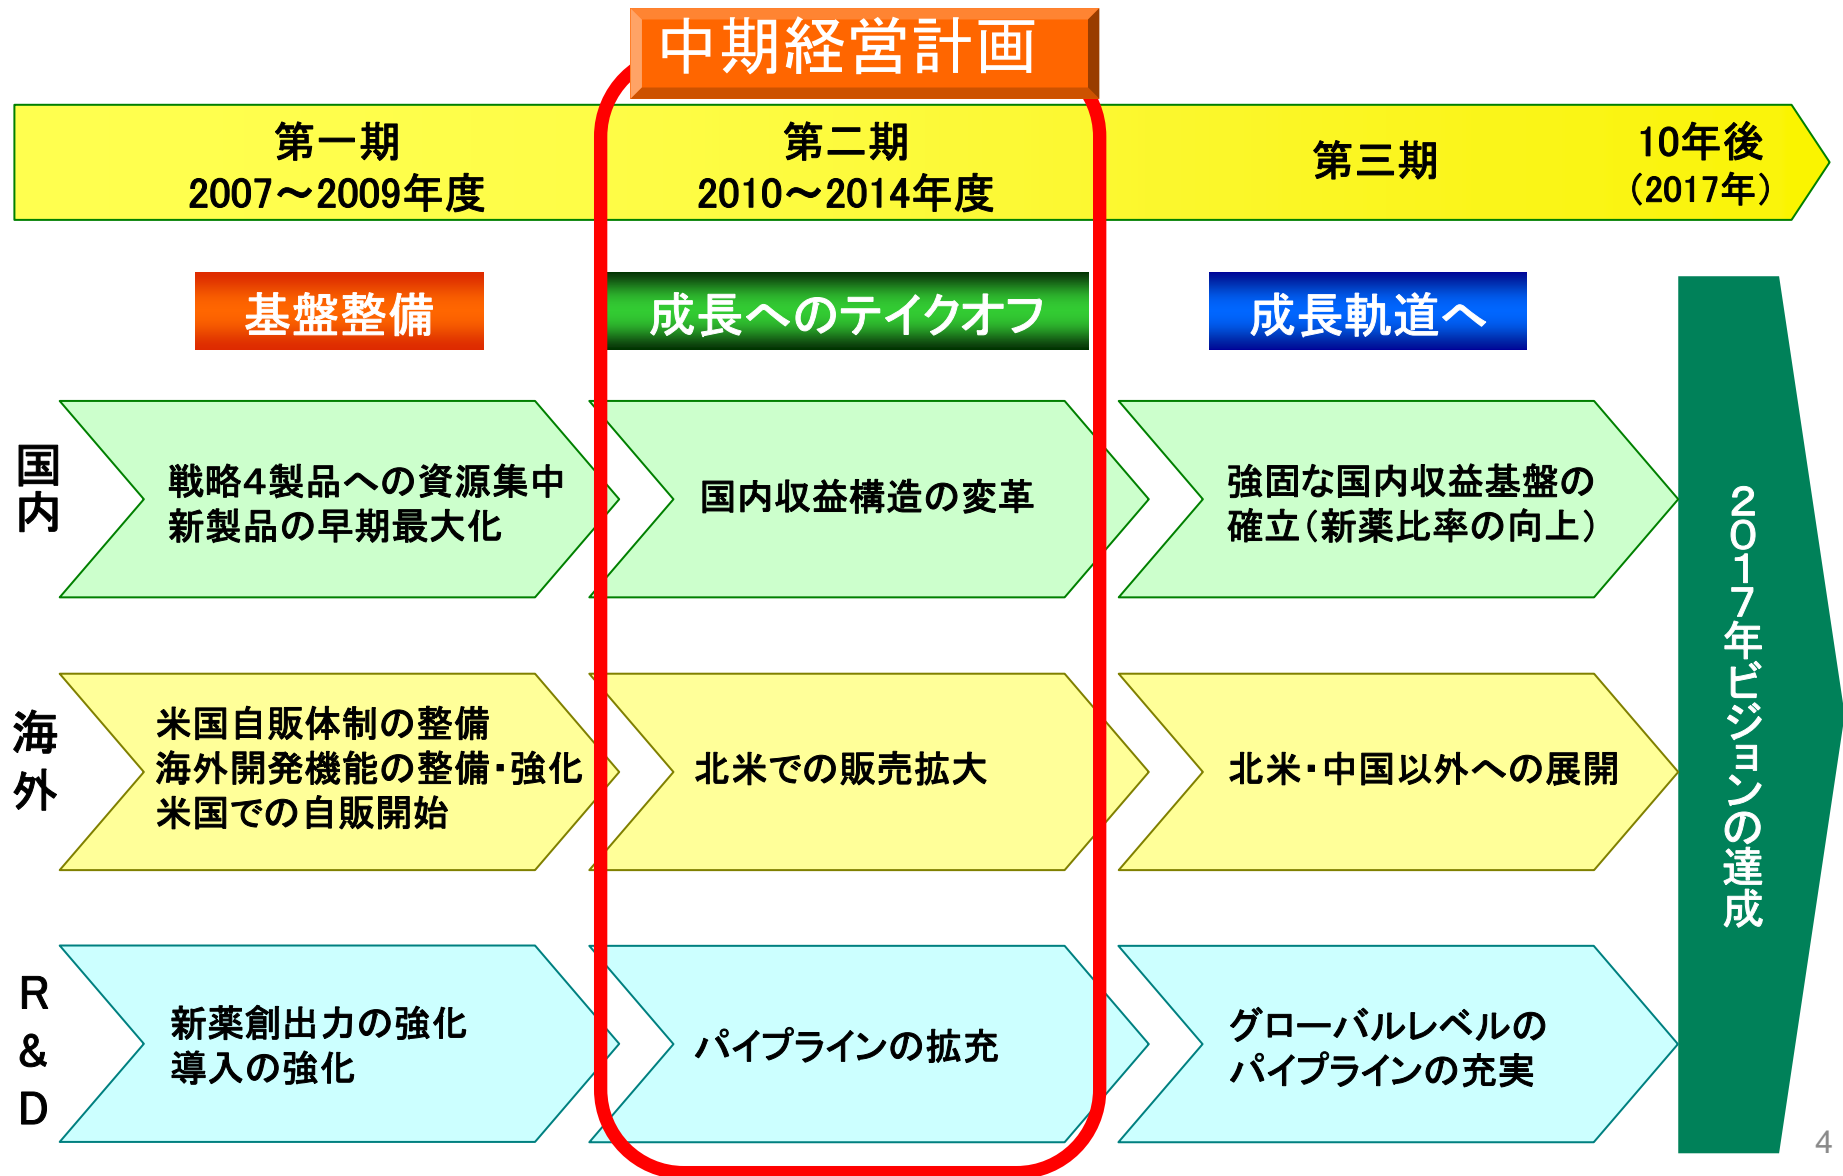 中期経営計画
第一期
2007～2009年度
第二期
2010～2014年度
第三期
10年後
（2017年）
基盤整備
成長へのテイクオフ
成長軌道へ
国内
戦略4製品への資源集中
新製品の早期最大化
国内収益構造の変革
強固な国内収益基盤の
確立（新薬比率の向上）
海外
米国自販体制の整備
海外開発機能の整備・強化
米国での自販開始
北米での販売拡大
北米・中国以外への展開
R&D
新薬創出力の強化
導入の強化
パイプラインの拡充
グローバルレベルの
パイプラインの充実
２０１７年ビジョンの達成
4